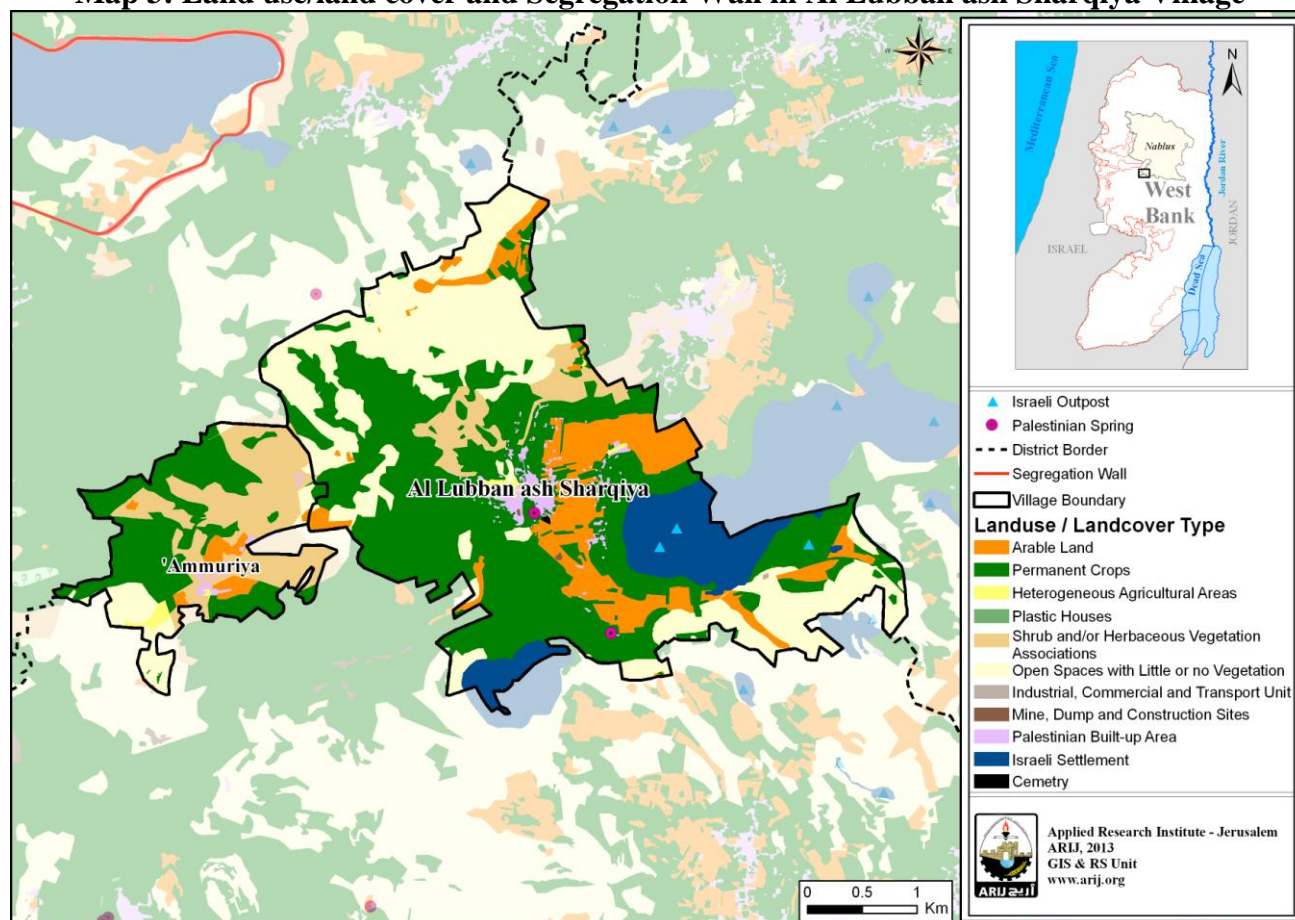 Map 3: Land use/land cover and Segregation Wall in Al Lubban ash Sharqiya Village
N
E
S
W
Al Lubban ash Sharqiya
'Ammuriya
0 0.5 1
Km
N
Mediterranean Sea
Nablus
West
Bank
Jordan River
JORDAN
ISRAEL
Dead Sea
Israeli Outpost
Palestinian Spring
District Border
Segregation Wall
Village Boundary
Landuse / Landcover Type
Arable Land
Permanent Crops
Heterogeneous Agricultural Areas
Plastic Houses
Shrub and/or Herbaceous Vegetation
Associations
Open Spaces with Little or no Vegetation
Industrial, Commercial and Transport Unit
Mine, Dump and Construction Sites
Palestinian Built-up Area
Israeli Settlement
Cemetry
ARIJ أريج
Applied Research Institute - Jerusalem
ARIJ, 2013
GIS & RS Unit
www.arij.org